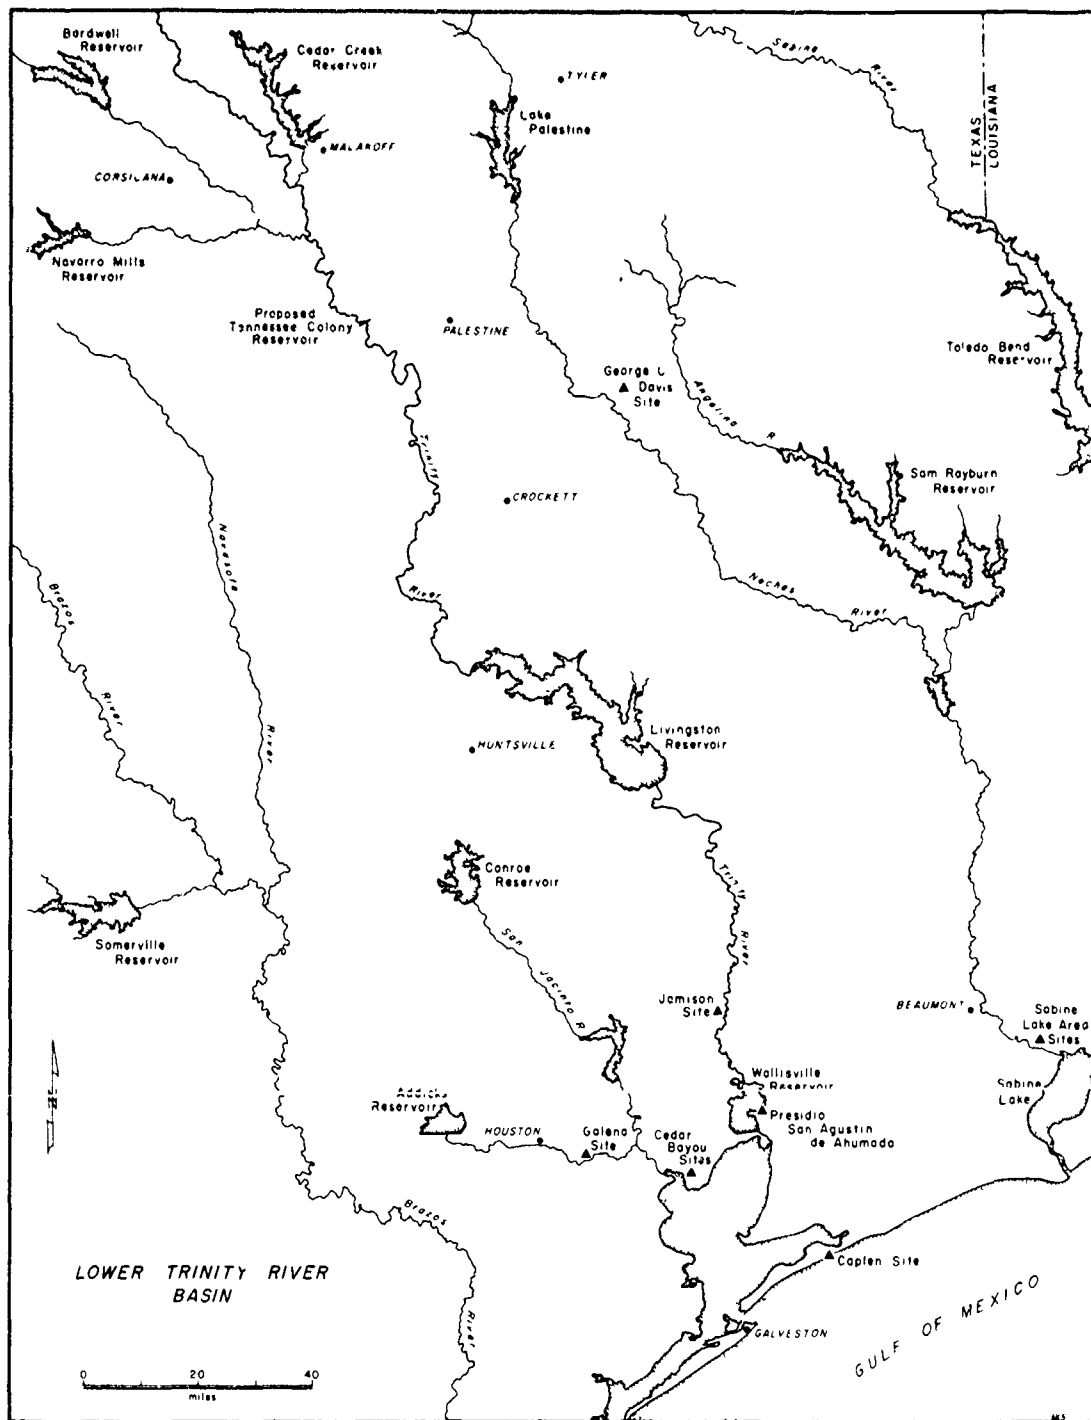 Bardwell
Reservoir
Cedar Creek
Reservoir
TYLER
Sabine
River
TEXAS
LOUISIANA
Lake
Palestine
MALAKOFF
CORSICANA
Navarro Mills
Reservoir
Proposed
Tennessee Colony
Reservoir
PALESTINE
Toledo Bend
Reservoir
George C
Davis
Site
Angelina R
Trinity
River
CROCKETT
Sam Rayburn
Reservoir
Navasota
River
Brazos
River
Neches
River
Livingston
Reservoir
HUNTSVILLE
Conroe
Reservoir
Trinity
River
Somerville
Reservoir
San
Jacinto R
Jamison
Site
BEAUMONT
Sabine
Lake Area
Sites
Wallisville
Reservoir
Sabine
Lake
Addicks
Reservoir
Presidio
San Agustin
de Ahumado
HOUSTON
Galena
Site
Cedar
Bayou
Sites
Brazos
River
LOWER TRINITY RIVER
BASIN
Caplen Site
GALVESTON
GULF OF MEXICO
0 20 40
miles